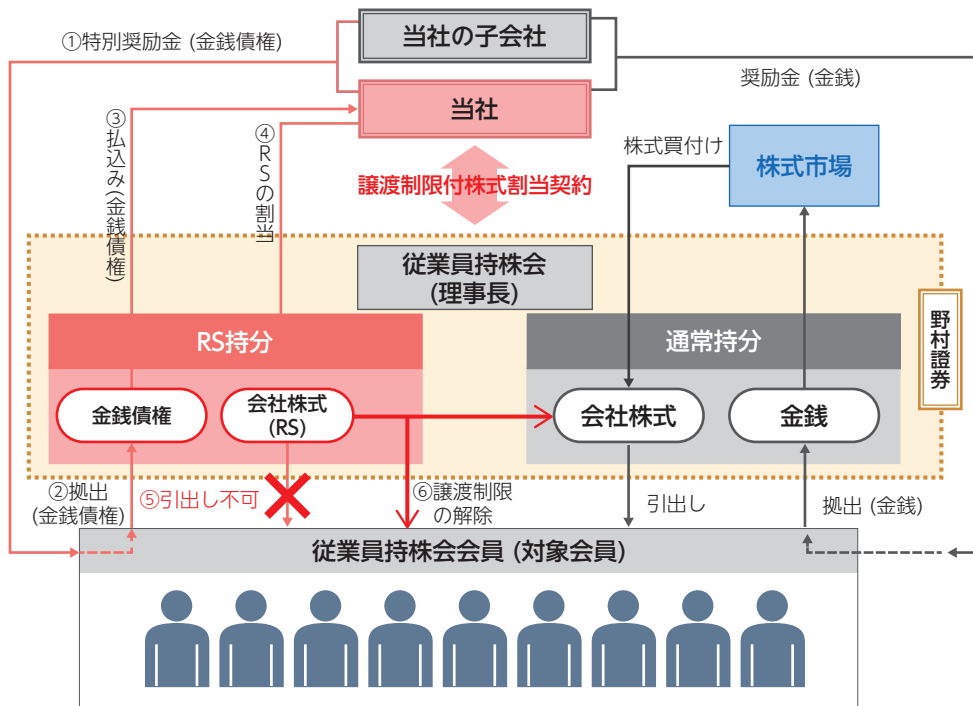 当社の子会社
①特別奨励金 (金銭債権)
奨励金 (金銭)
当社
③払込み(金銭債権)
④RSの割当
株式買付け
株式市場
譲渡制限付株式割当契約
従業員持株会
(理事長)
野村證券
RS持分
通常持分
金銭債権
会社株式
(RS)
会社株式
金銭
②拠出
(金銭債権)
⑤引出し不可
⑥譲渡制限
の解除
引出し
拠出 (金銭)
従業員持株会会員 (対象会員)